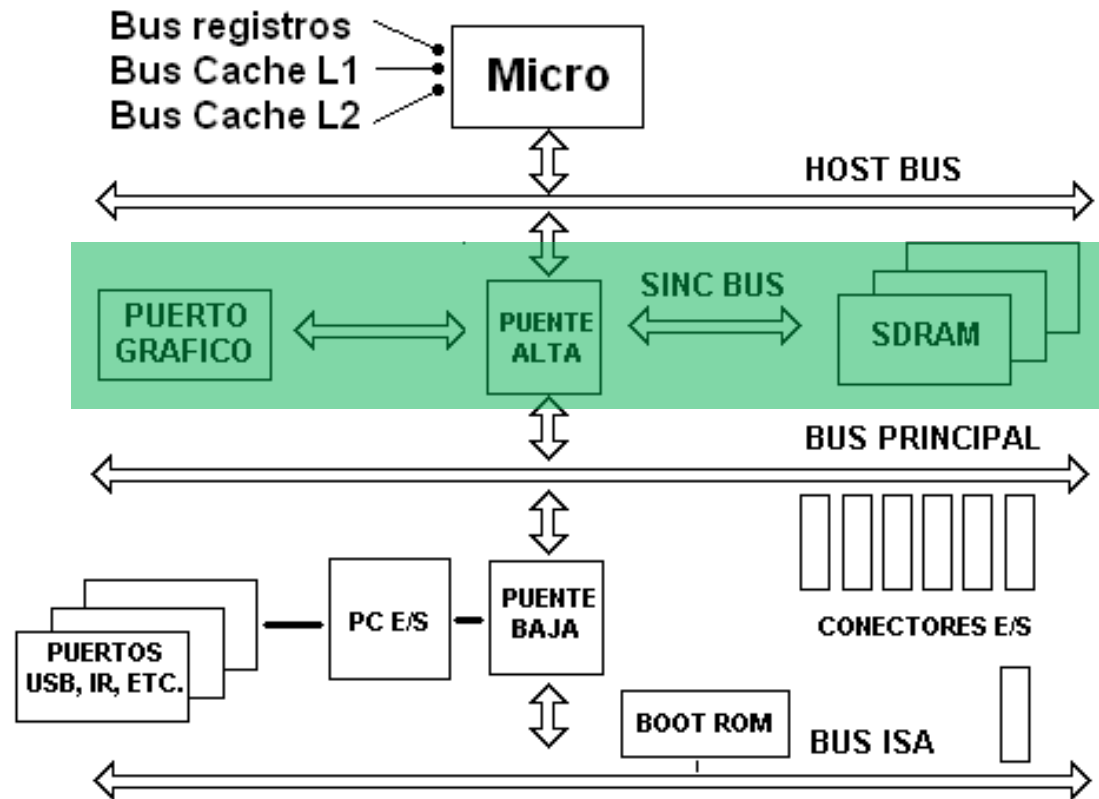 Bus registros
Bus Cache L1
Bus Cache L2
Micro
HOST BUS
PUERTO
GRAFICO
PUENTE
ALTA
SINC BUS
SDRAM
BUS PRINCIPAL
PUERTOS
USB, IR, ETC.
PC E/S
PUENTE
BAJA
CONECTORES E/S
BOOT ROM
BUS ISA